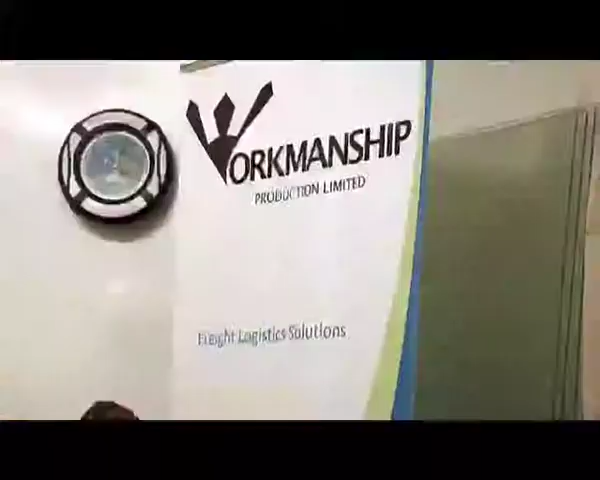 WORKMANSHIP
PRODUCTION LIMITED
Freight Logistics Solutions